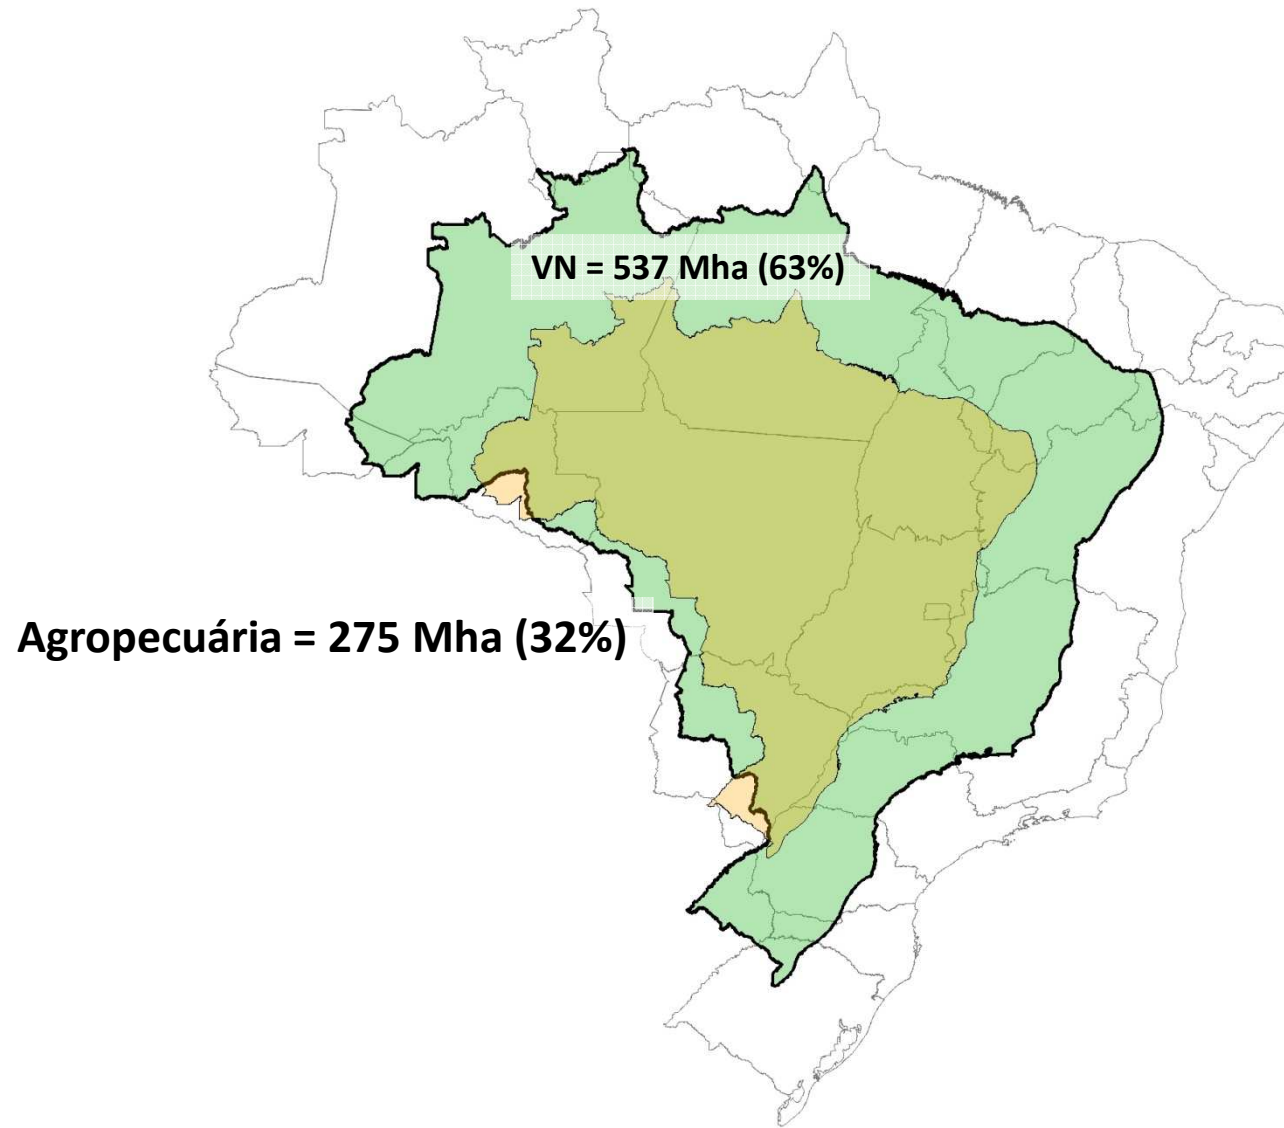 VN = 537 Mha (63%)
Agropecuária = 275 Mha (32%)